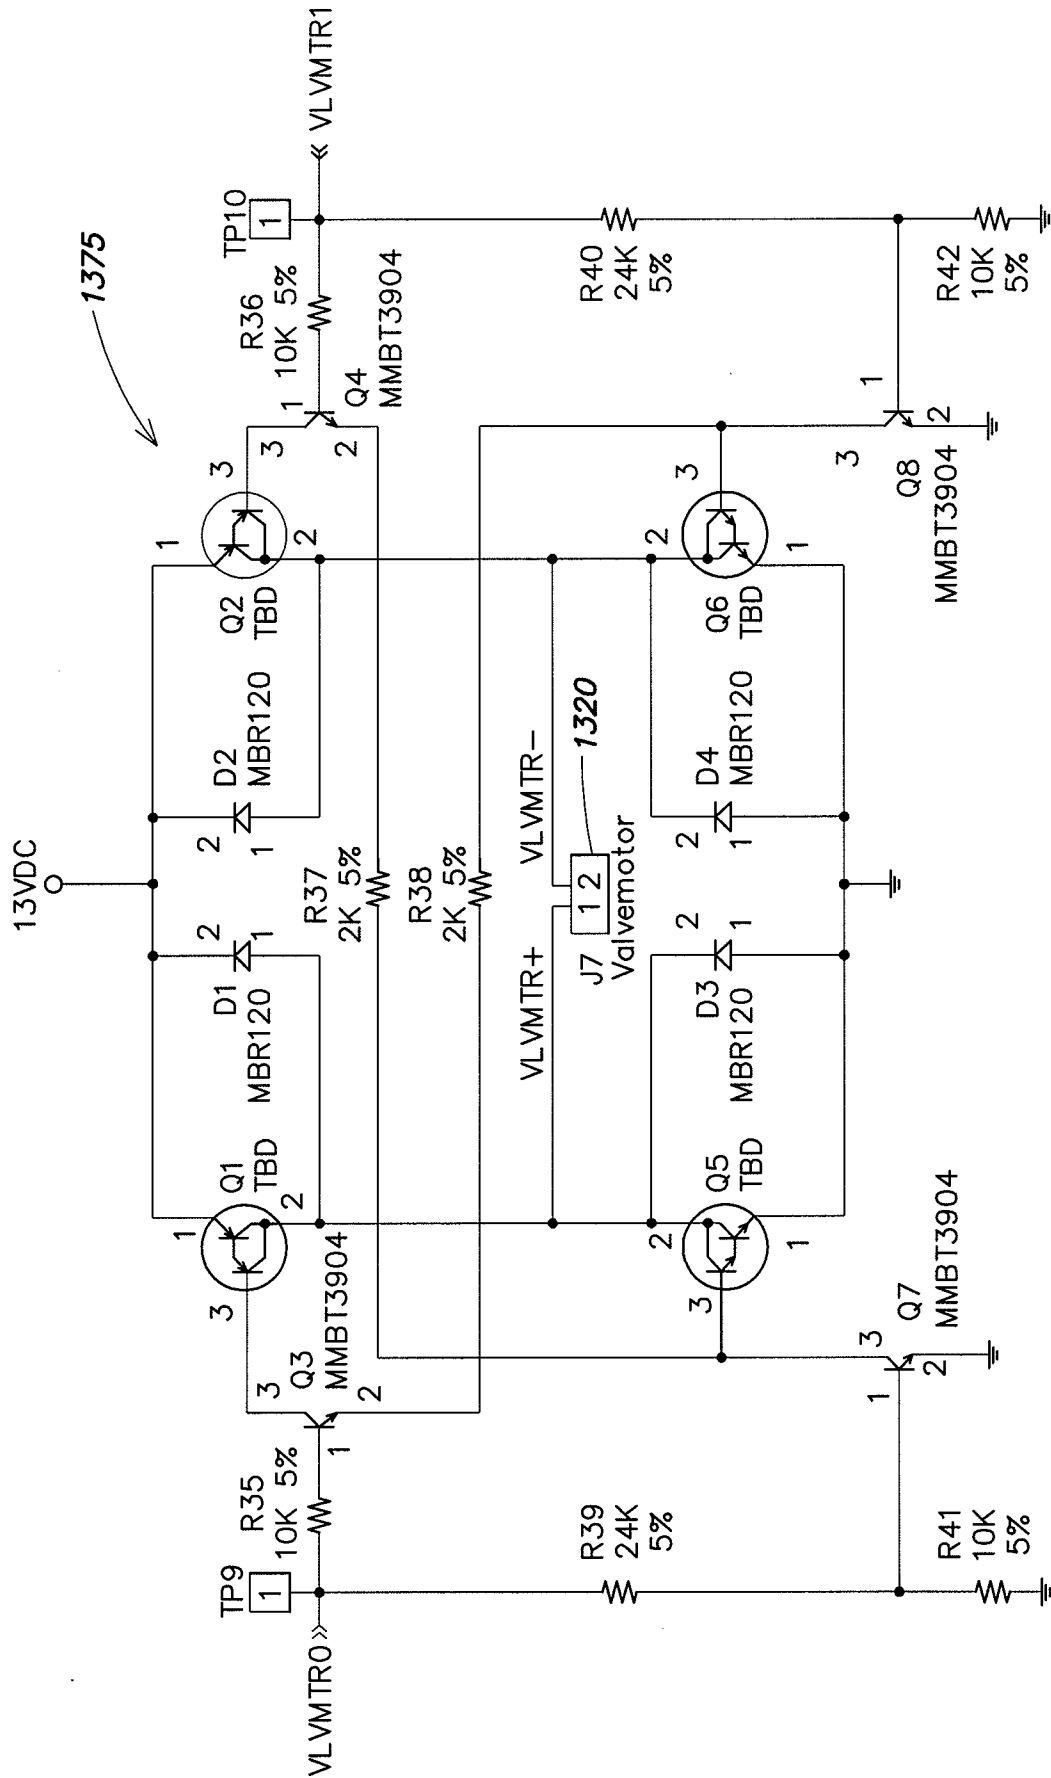 13VDC
1375
Q1
TBD
1
2
3
D1
MBR120
2
1
D2
MBR120
2
1
Q2
TBD
1
2
3
TP9
1
VLVMTR0
R35
10K 5%
Q3
MMBT3904
1
3
2
R37
2K 5%
R38
2K 5%
Q4
MMBT3904
1
3
2
R36
10K 5%
TP10
1
VLVMTR1
VLVMTR+
VLVMTR-
1 2
J7
Valvemotor
1320
R39
24K
5%
Q5
TBD
2
3
1
D3
MBR120
2
1
D4
MBR120
2
1
Q6
TBD
2
3
1
R40
24K
5%
R41
10K
5%
Q7
MMBT3904
1
3
2
Q8
MMBT3904
1
3
2
R42
10K
5%